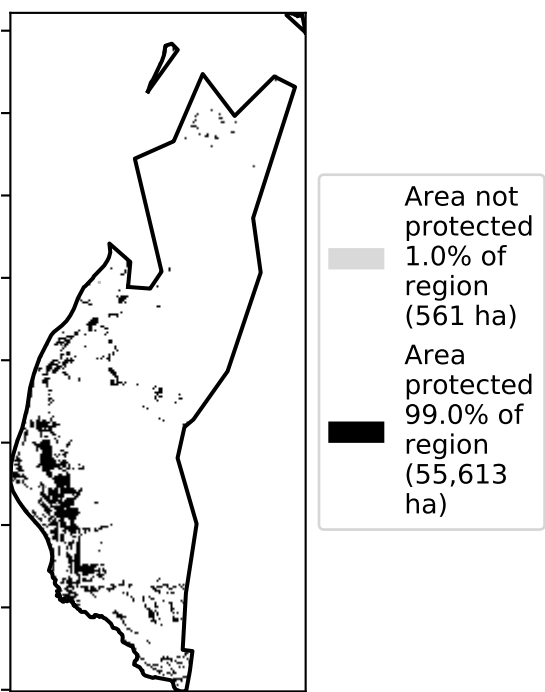 Area not
protected
1.0% of
region
(561 ha)
Area
protected
99.0% of
region
(55,613
ha)